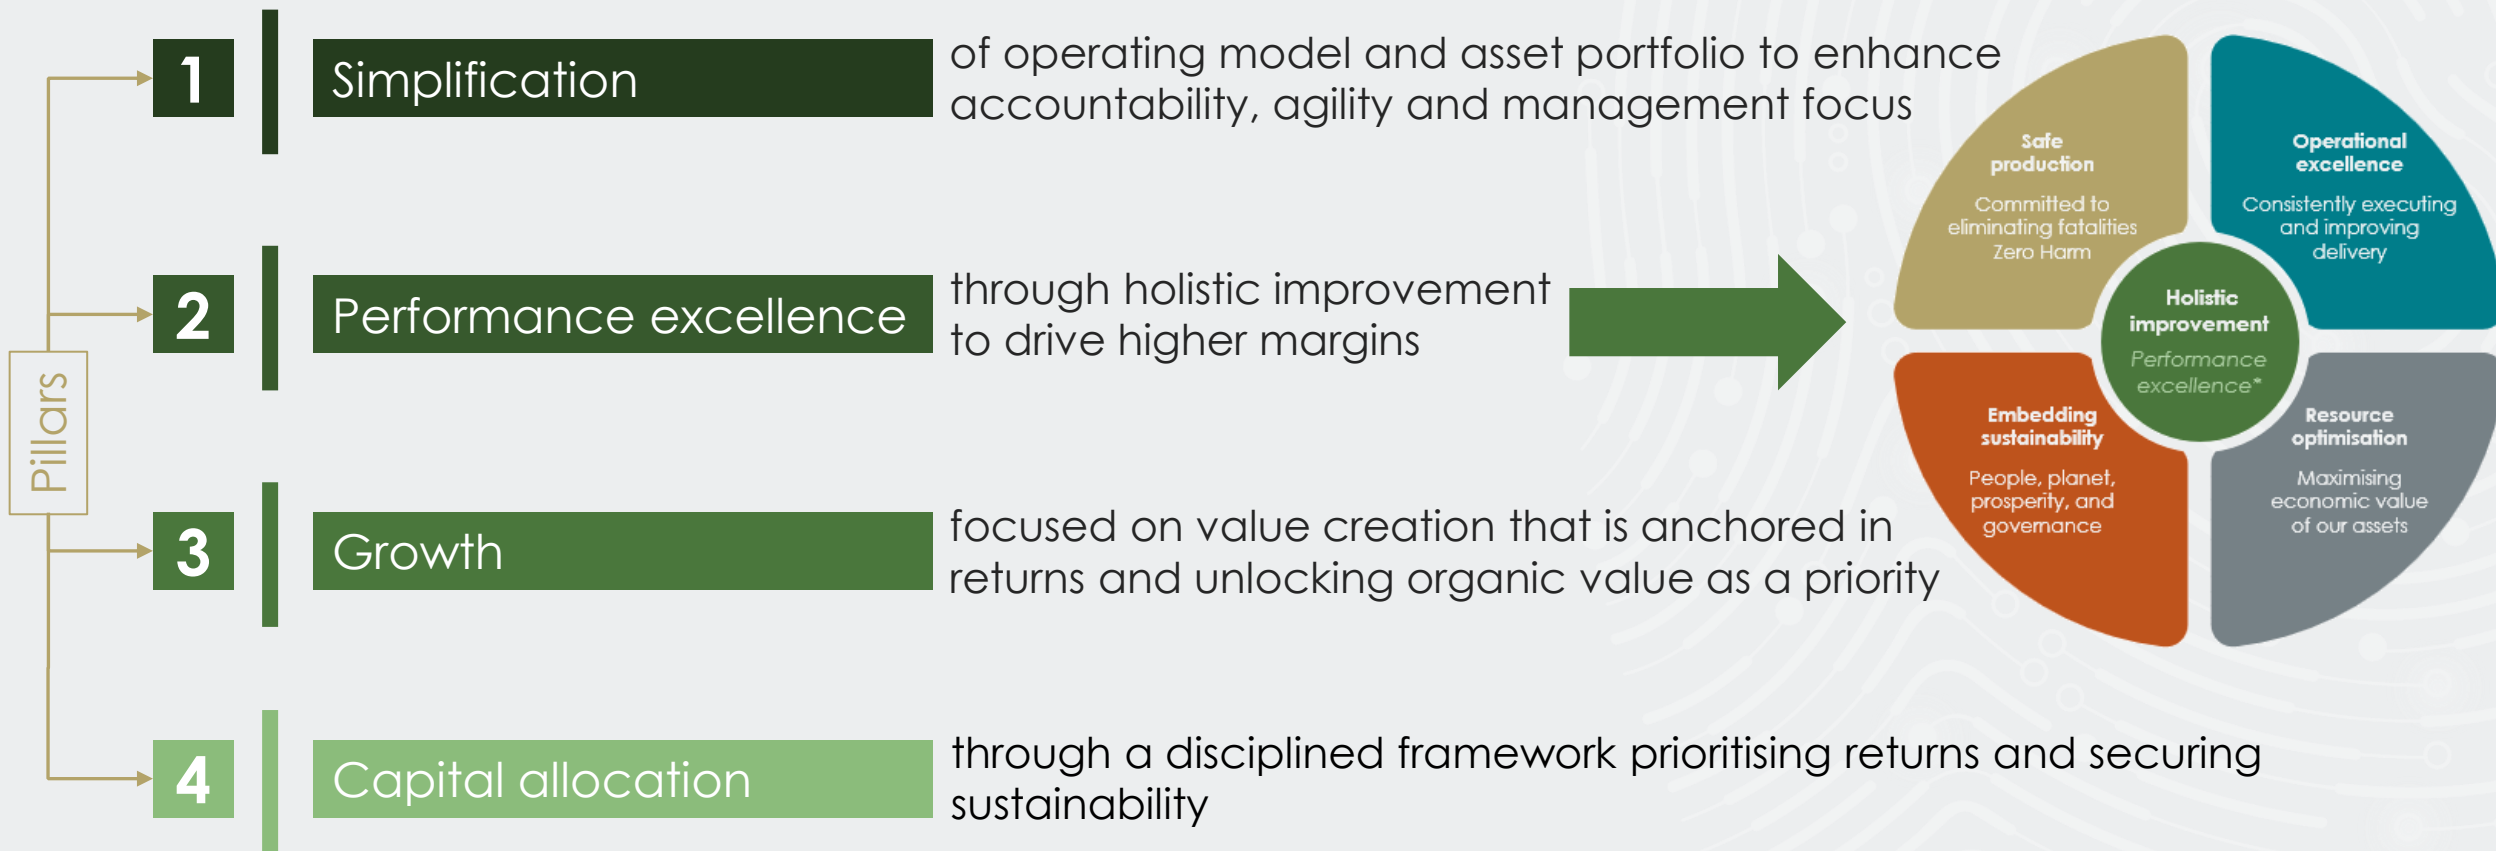 Pillars
1
Simplification
of operating model and asset portfolio to enhance
accountability, agility and management focus
2
Performance excellence
through holistic improvement
to drive higher margins
3
Growth
focused on value creation that is anchored in
returns and unlocking organic value as a priority
4
Capital allocation
through a disciplined framework prioritising returns and securing
sustainability
Safe
production
Committed to
eliminating fatalities
Zero Harm
Operational
excellence
Consistently executing
and improving
delivery
Holistic
improvement
Performance
excellence*
Embedding
sustainability
People, planet,
prosperity, and
governance
Resource
optimisation
Maximising
economic value
of our assets